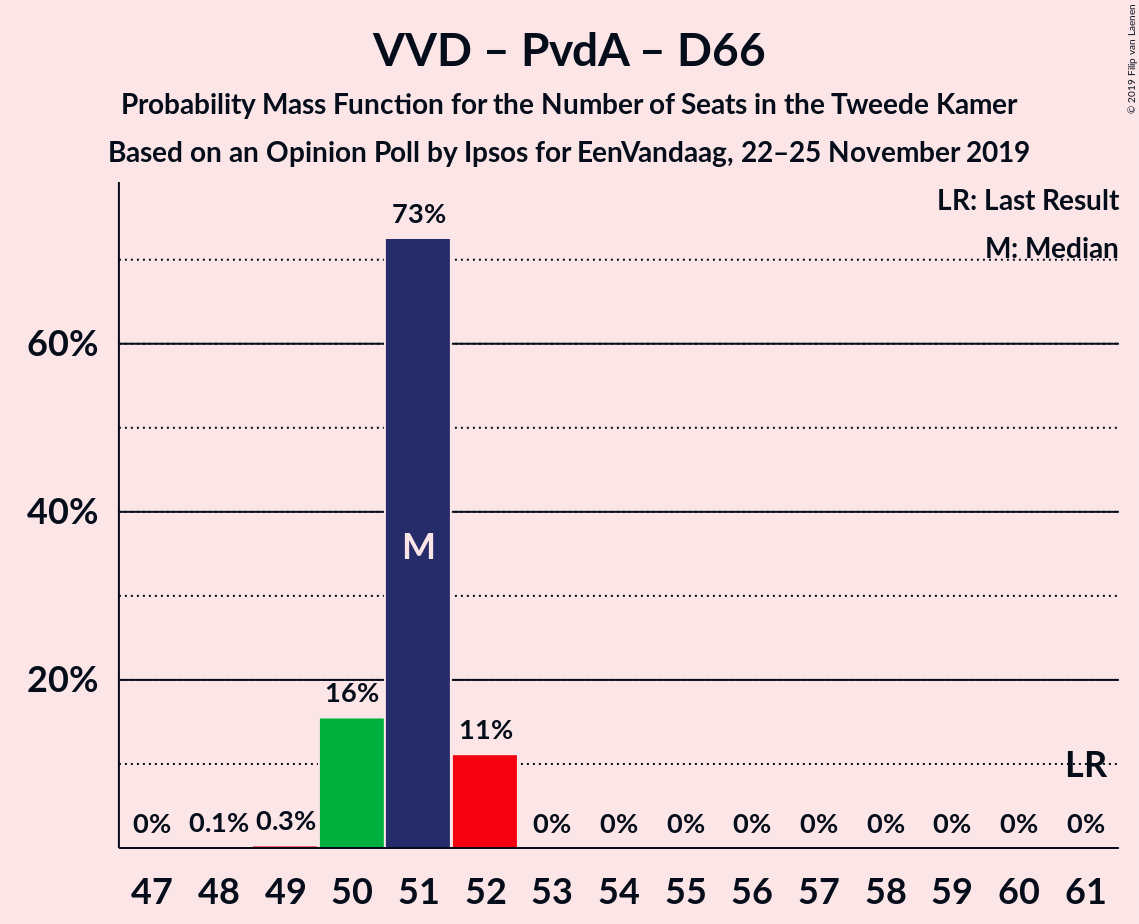 VVD – PvdA – D66
Probability Mass Function for the Number of Seats in the Tweede Kamer
Based on an Opinion Poll by Ipsos for EenVandaag, 22–25 November 2019
© 2019 Filip van Laenen
LR: Last Result
M: Median
73%
60%
40%
M
20%
16%
11%
LR
0% 0.1% 0.3% 0% 0% 0% 0% 0% 0% 0% 0% 0%
47 48 49 50 51 52 53 54 55 56 57 58 59 60 61